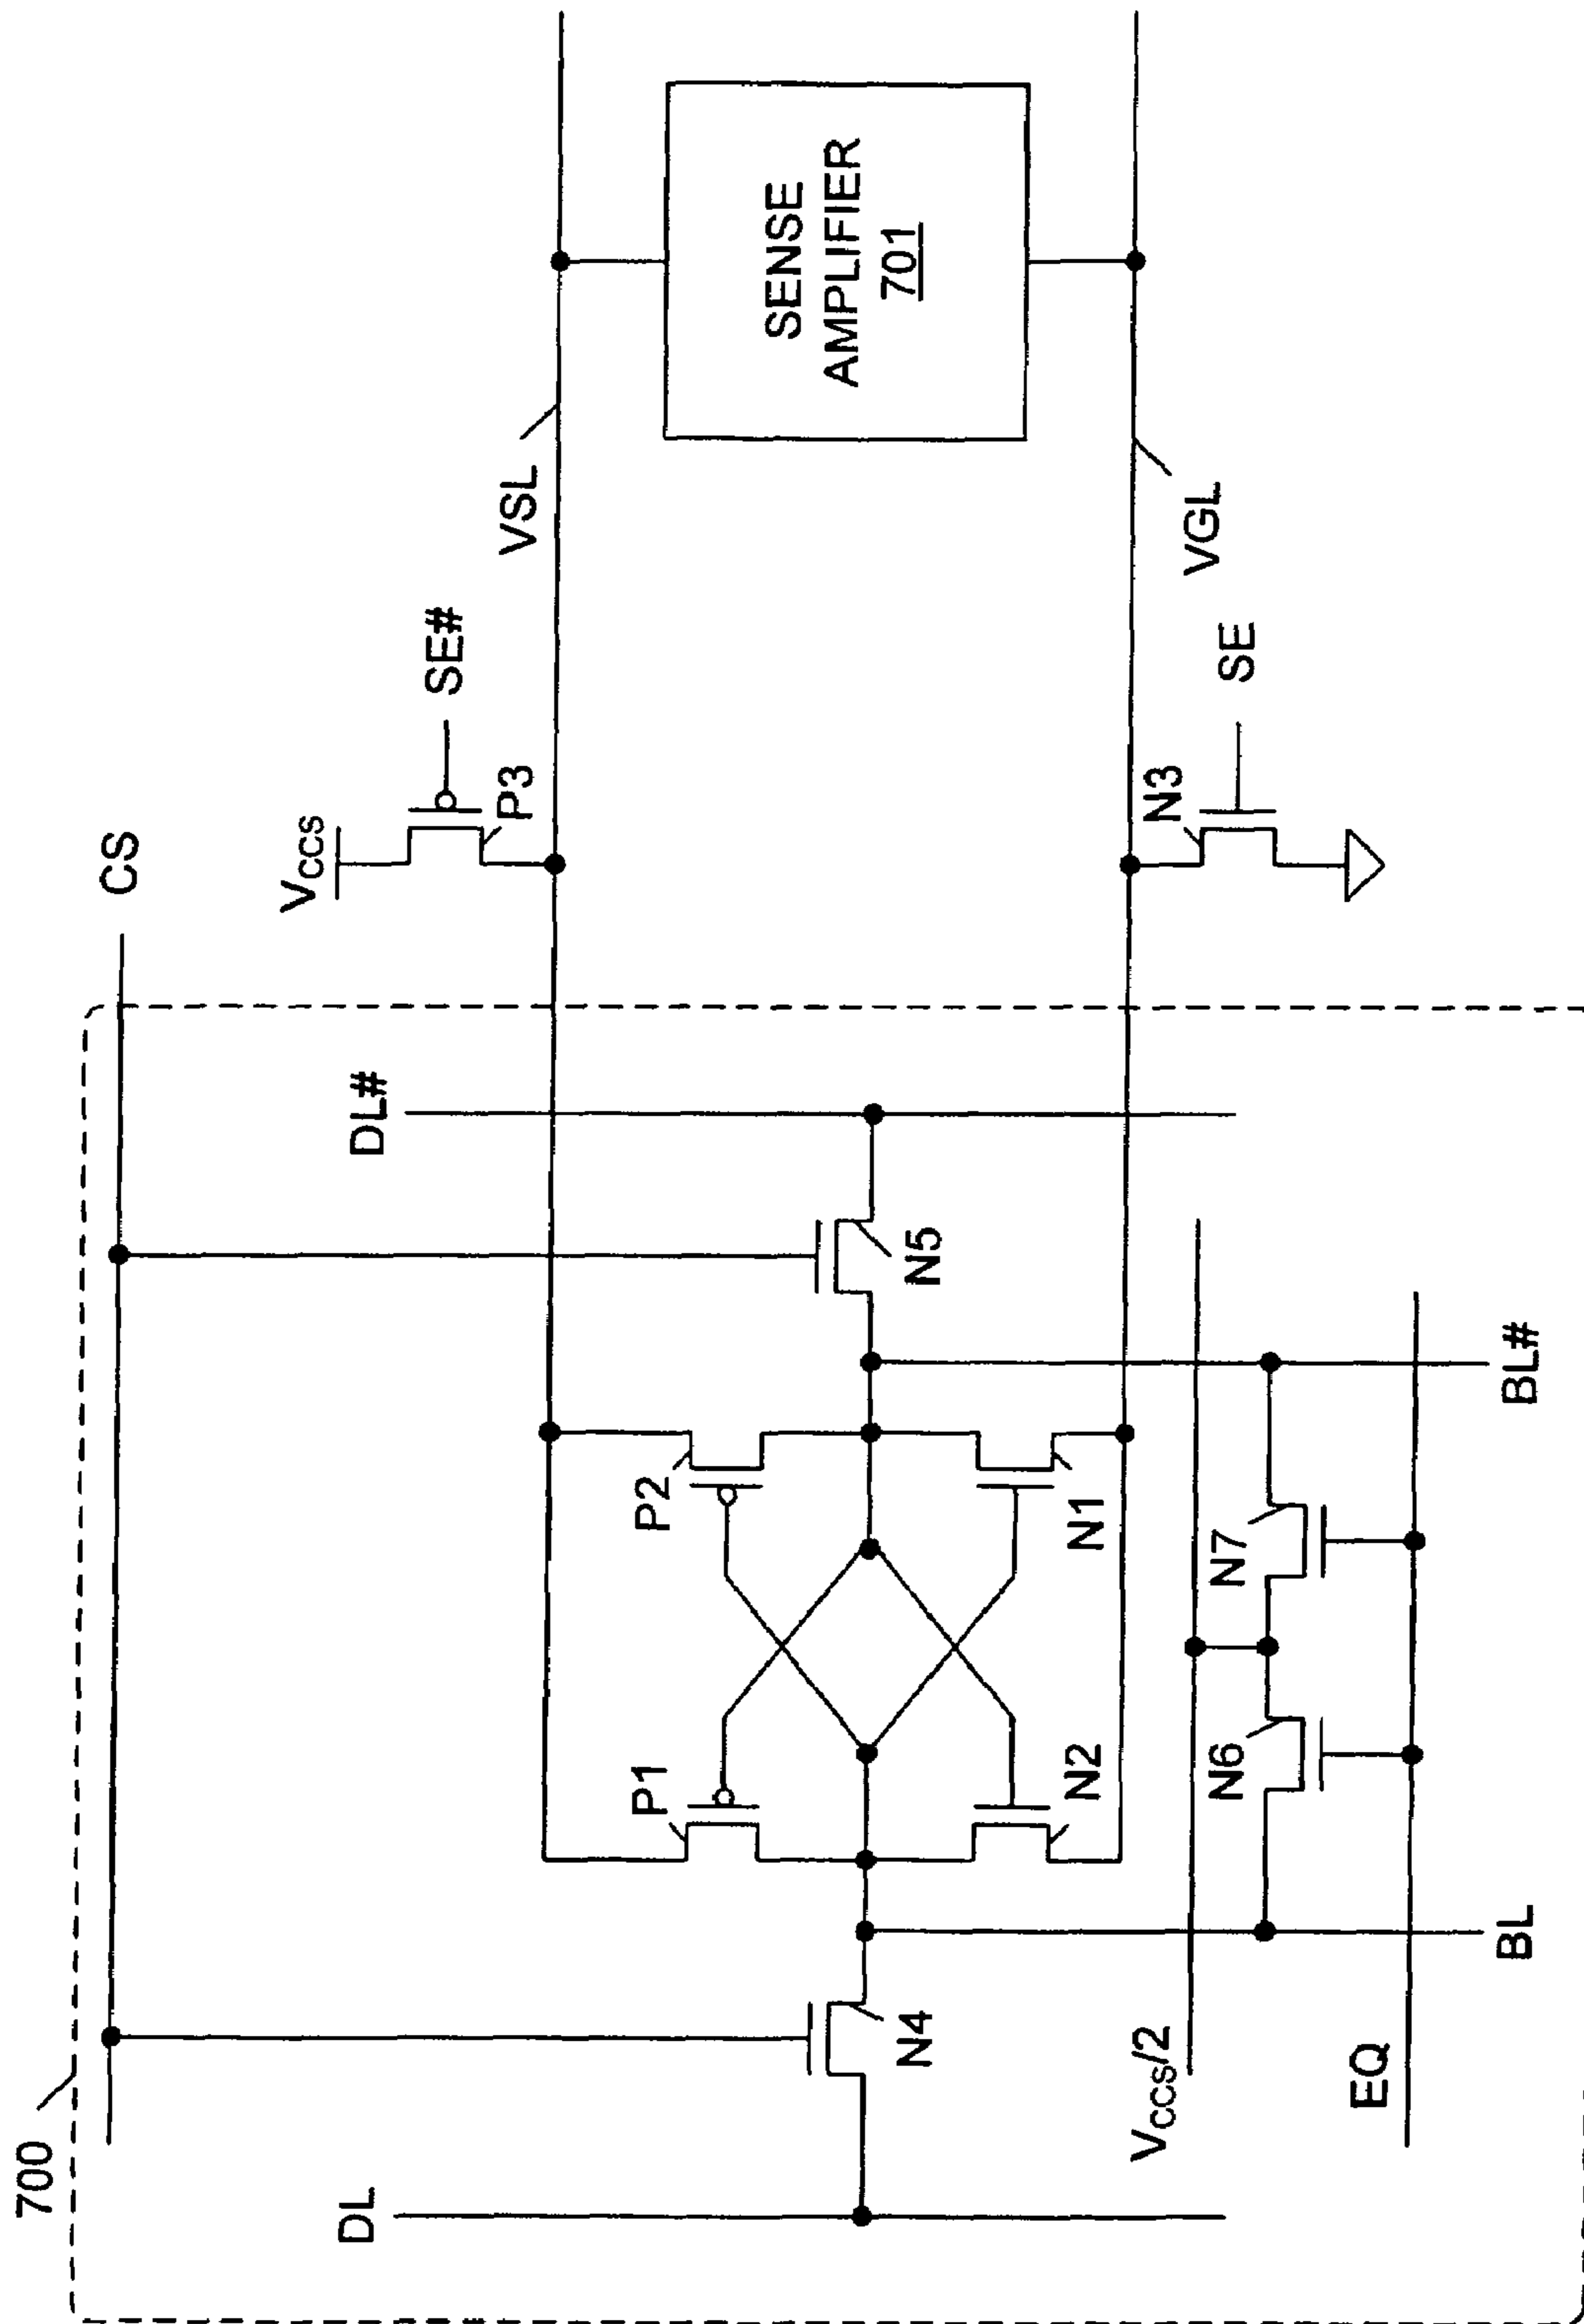 700
CS
DL
DL#
VCCS
SE#
P3
VSL
P1
P2
N4
N5
SENSE
AMPLIFIER
701
N2
N1
N3
SE
VGL
VCCS/2
N6
N7
EQ
BL
BL#